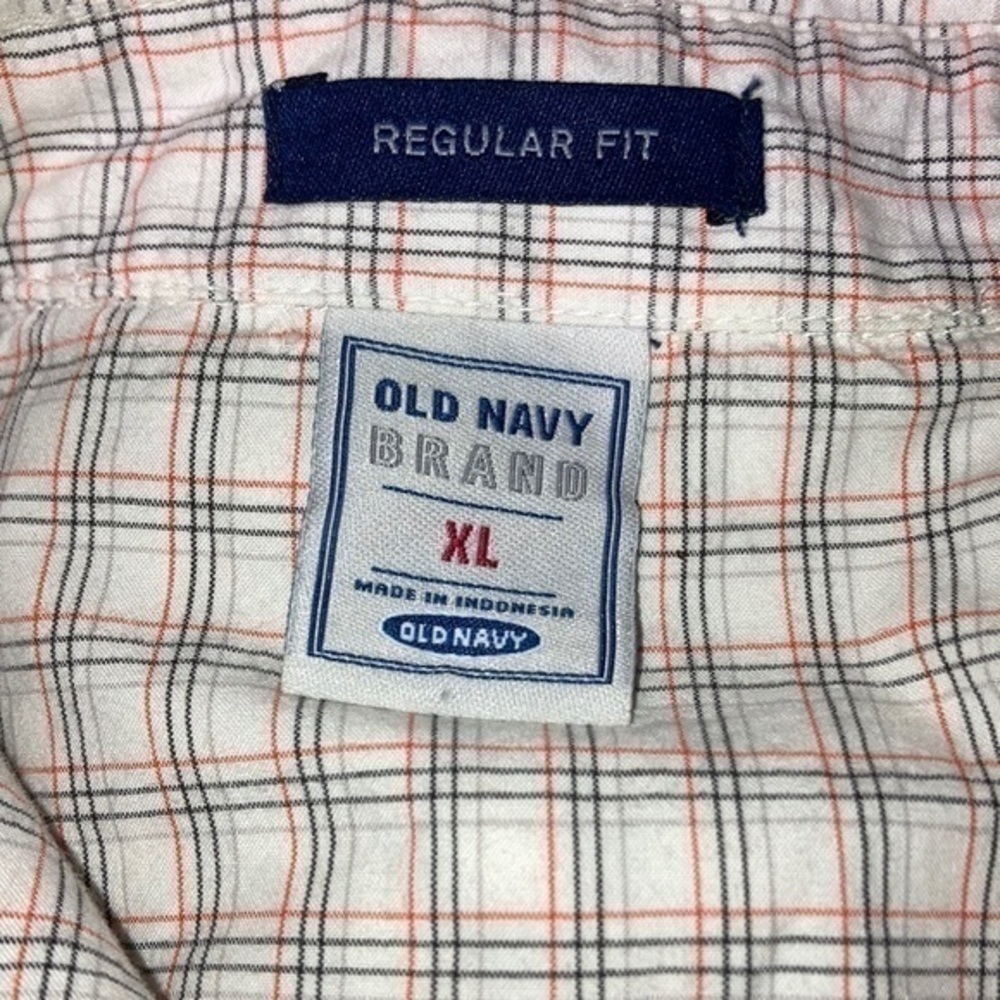 REGULAR FIT
OLD NAVY
BRAND
XL
MADE IN INDONESIA
OLD NAVY